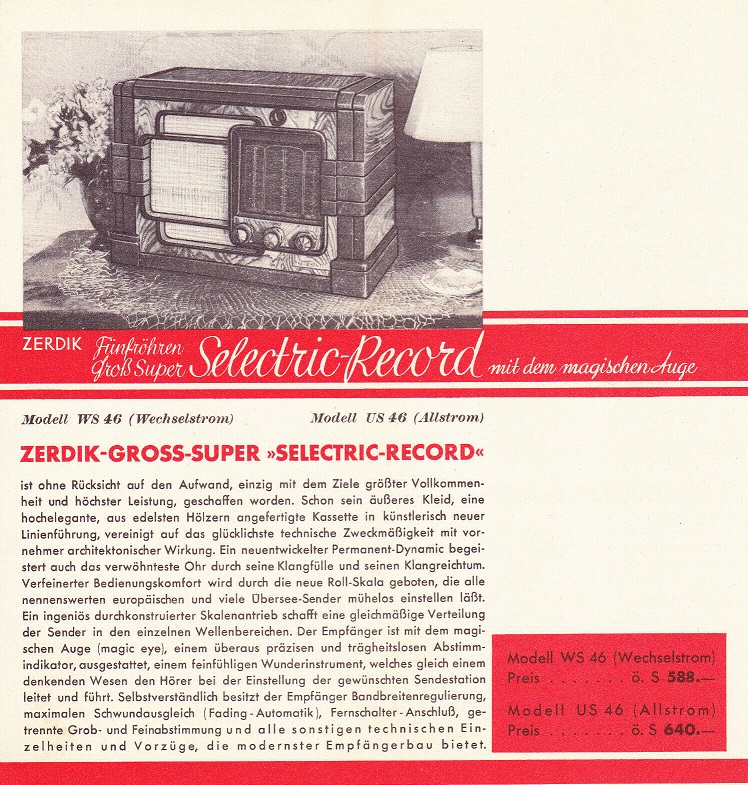 ZERDIK Fünfröhren
Groß Super Selectric-Record mit dem magischen Auge
Modell WS 46 (Wechselstrom) Modell US 46 (Allstrom)
ZERDIK-GROSS-SUPER »SELECTRIC-RECORD«
ist ohne Rücksicht auf den Aufwand, einzig mit dem Ziele größter Vollkommen-
heit und höchster Leistung, geschaffen worden. Schon sein äußeres Kleid, eine
hochelegante, aus edelsten Hölzern angefertigte Kassette in künstlerisch neuer
Linienführung, vereinigt auf das glücklichste technische Zweckmäßigkeit mit vor-
nehmer architektonischer Wirkung. Ein neuentwickelter Permanent-Dynamic begei-
stert auch das verwöhnteste Ohr durch seine Klangfülle und seinen Klangreichtum.
Verfeinerter Bedienungskomfort wird durch die neue Roll-Skala geboten, die alle
nennenswerten europäischen und viele Übersee-Sender mühelos einstellen läßt.
Ein ingeniös durchkonstruierter Skalenantrieb schafft eine gleichmäßige Verteilung
der Sender in den einzelnen Wellenbereichen. Der Empfänger ist mit dem magi-
schen Auge (magic eye), einem überaus präzisen und trägheitslosen Abstimm-
indikator, ausgestattet, einem feinfühligen Wunderinstrument, welches gleich einem
denkenden Wesen den Hörer bei der Einstellung der gewünschten Sendestation
leitet und führt. Selbstverständlich besitzt der Empfänger Bandbreitenregulierung,
maximalen Schwundausgleich (Fading-Automatik), Fernschalter-Anschluß, ge-
trennte Grob- und Feinabstimmung und alle sonstigen technischen Ein-
zelheiten und Vorzüge, die modernster Empfängerbau bietet.
Modell WS 46 (Wechselstrom)
Preis . . . . . . . ö. S 588.—
Modell US 46 (Allstrom)
Preis . . . . . . . ö. S 640.—